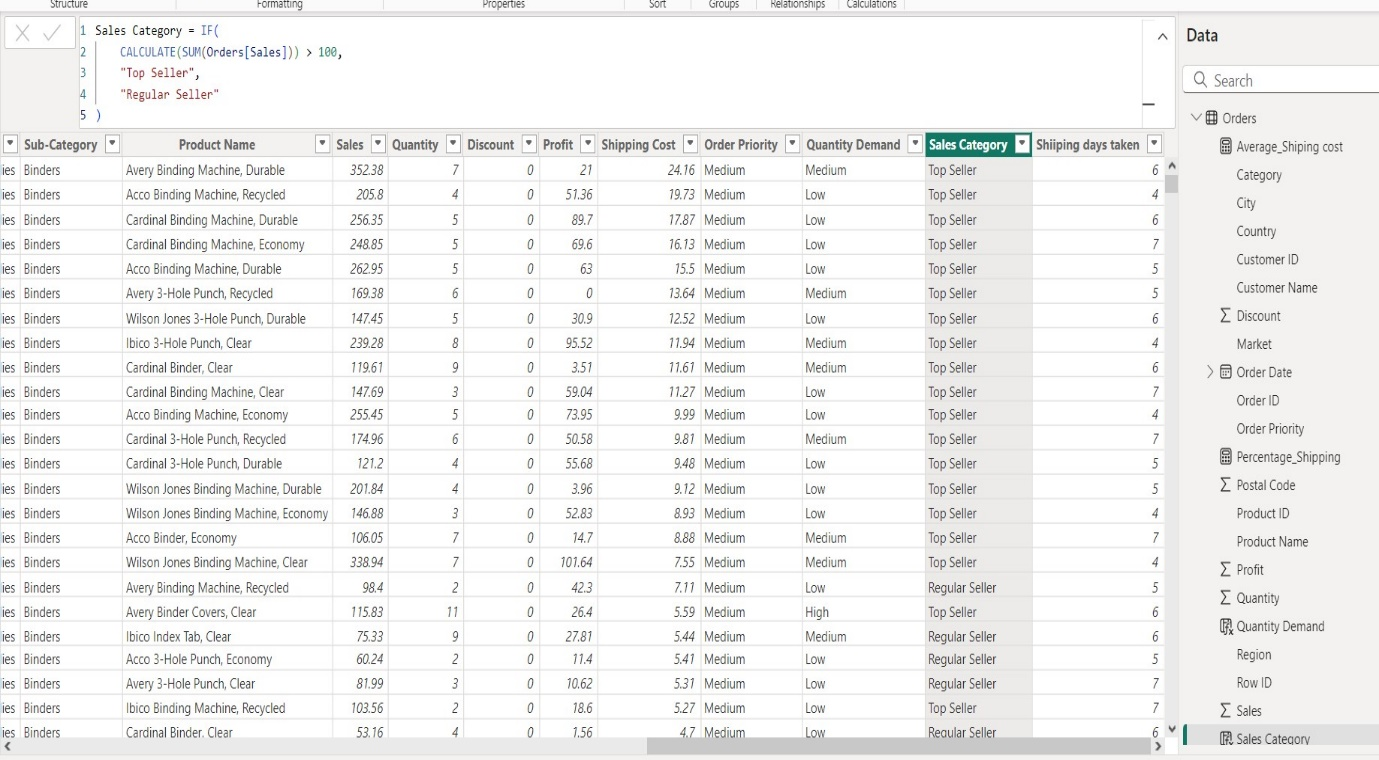 Structure Formatting Properties Sort Groups Relationships Calculations
1 Sales Category = IF(
2 CALCULATE(SUM(Orders[Sales])) > 100,
3 "Top Seller",
4 "Regular Seller"
5 )
Sub-Category Product Name Sales Quantity Discount Profit Shipping Cost Order Priority Quantity Demand Sales Category Shiiping days taken
ies Binders Avery Binding Machine, Durable 352.38 7 0 21 24.16 Medium Medium Top Seller 6
ies Binders Acco Binding Machine, Recycled 205.8 4 0 51.36 19.73 Medium Low Top Seller 4
ies Binders Cardinal Binding Machine, Durable 256.35 5 0 89.7 17.87 Medium Low Top Seller 6
ies Binders Cardinal Binding Machine, Economy 248.85 5 0 69.6 16.13 Medium Low Top Seller 7
ies Binders Acco Binding Machine, Durable 262.95 5 0 63 15.5 Medium Low Top Seller 5
ies Binders Avery 3-Hole Punch, Recycled 169.38 6 0 0 13.64 Medium Medium Top Seller 5
ies Binders Wilson Jones 3-Hole Punch, Durable 147.45 5 0 30.9 12.52 Medium Low Top Seller 6
ies Binders Ibico 3-Hole Punch, Clear 239.28 8 0 95.52 11.94 Medium Medium Top Seller 4
ies Binders Cardinal Binder, Clear 119.61 9 0 3.51 11.61 Medium Medium Top Seller 6
ies Binders Cardinal Binding Machine, Clear 147.69 3 0 59.04 11.27 Medium Low Top Seller 7
ies Binders Acco Binding Machine, Economy 255.45 5 0 73.95 9.99 Medium Low Top Seller 4
ies Binders Cardinal 3-Hole Punch, Recycled 174.96 6 0 50.58 9.81 Medium Medium Top Seller 7
ies Binders Cardinal 3-Hole Punch, Durable 121.2 4 0 55.68 9.48 Medium Low Top Seller 5
ies Binders Wilson Jones Binding Machine, Durable 201.84 4 0 3.96 9.12 Medium Low Top Seller 5
ies Binders Wilson Jones Binding Machine, Economy 146.88 3 0 52.83 8.93 Medium Low Top Seller 4
ies Binders Acco Binder, Economy 106.05 7 0 14.7 8.88 Medium Medium Top Seller 7
ies Binders Wilson Jones Binding Machine, Clear 338.94 7 0 101.64 7.55 Medium Medium Top Seller 4
ies Binders Avery Binding Machine, Recycled 98.4 2 0 42.3 7.11 Medium Low Regular Seller 5
ies Binders Avery Binder Covers, Clear 115.83 11 0 26.4 5.59 Medium High Top Seller 6
ies Binders Ibico Index Tab, Clear 75.33 9 0 27.81 5.44 Medium Medium Regular Seller 6
ies Binders Acco 3-Hole Punch, Economy 60.24 2 0 11.4 5.41 Medium Low Regular Seller 5
ies Binders Avery 3-Hole Punch, Clear 81.99 3 0 10.62 5.31 Medium Low Regular Seller 7
ies Binders Ibico Binding Machine, Recycled 103.56 2 0 18.6 5.27 Medium Low Top Seller 7
ies Binders Cardinal Binder, Clear 53.16 4 0 1.56 4.7 Medium Low Regular Seller 6
Data
Search
Orders
Average_Shiping cost
Category
City
Country
Customer ID
Customer Name
Discount
Market
Order Date
Order ID
Order Priority
Percentage_Shipping
Postal Code
Product ID
Product Name
Profit
Quantity
Quantity Demand
Region
Row ID
Sales
Sales Category